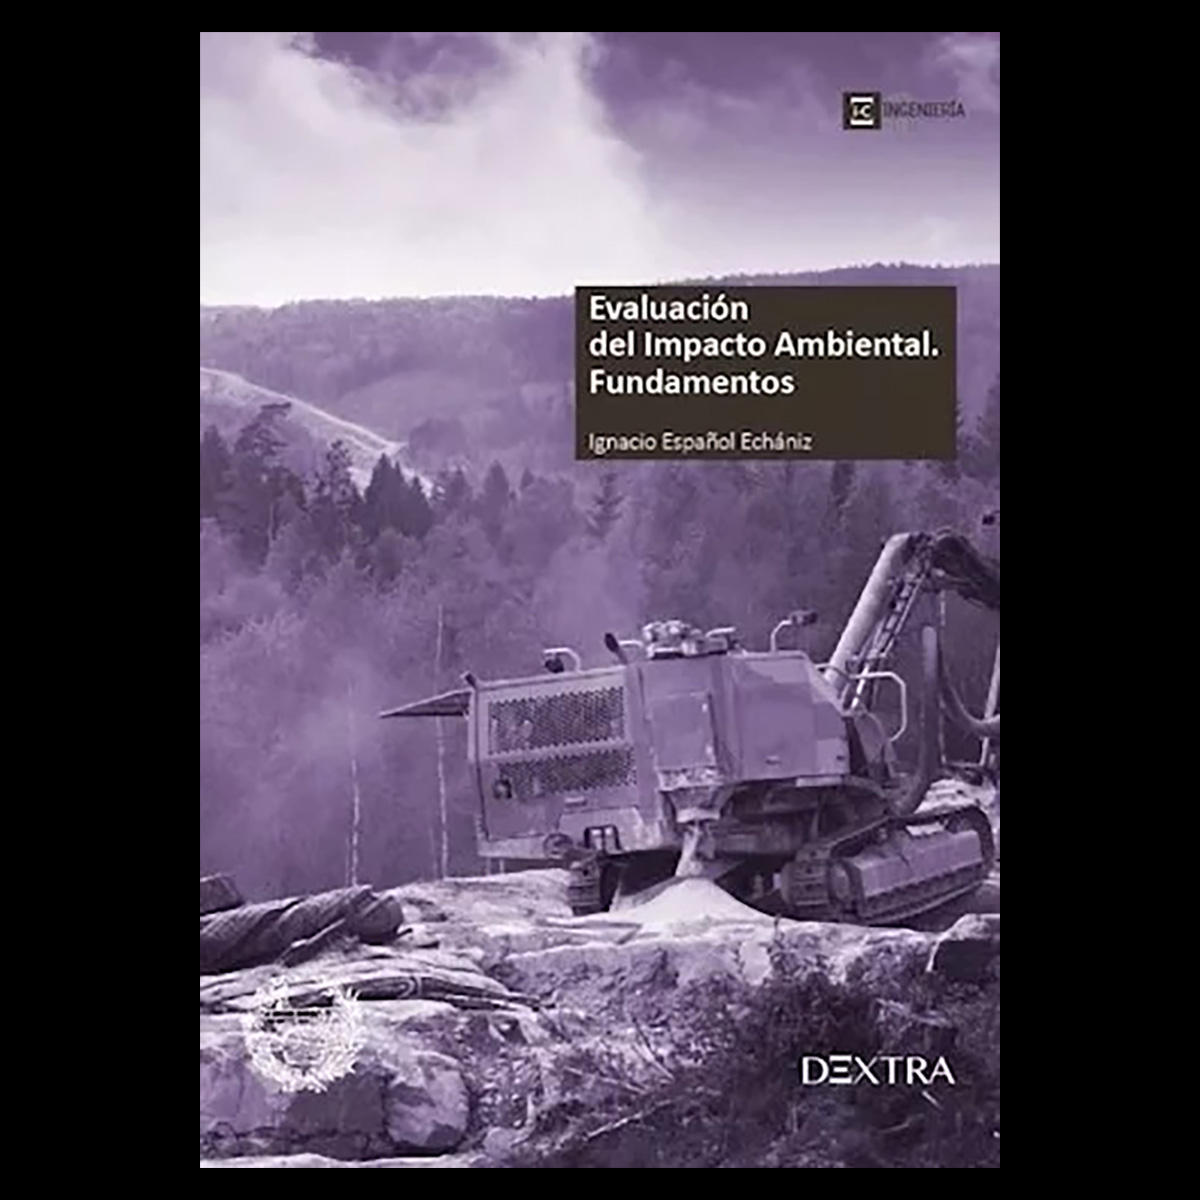 i·C INGENIERÍA
Evaluación
del Impacto Ambiental.
Fundamentos
Ignacio Español Echániz
DEXTRA